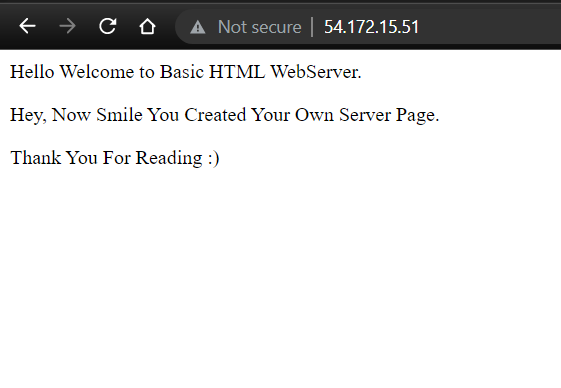 Not secure | 54.172.15.51
Hello Welcome to Basic HTML WebServer.
Hey, Now Smile You Created Your Own Server Page.
Thank You For Reading :)